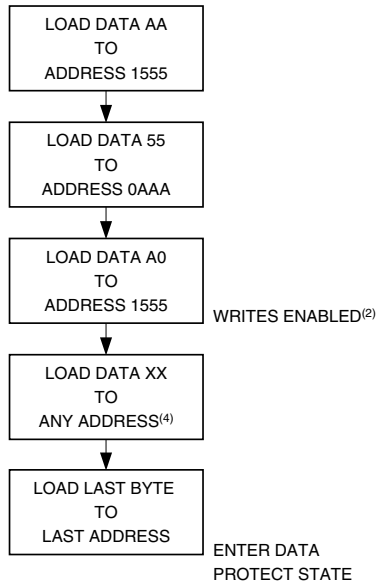 LOAD DATA AA
TO
ADDRESS 1555
LOAD DATA 55
TO
ADDRESS 0AAA
LOAD DATA A0
TO
ADDRESS 1555
WRITES ENABLED(2)
LOAD DATA XX
TO
ANY ADDRESS(4)
LOAD LAST BYTE
TO
LAST ADDRESS
ENTER DATA
PROTECT STATE